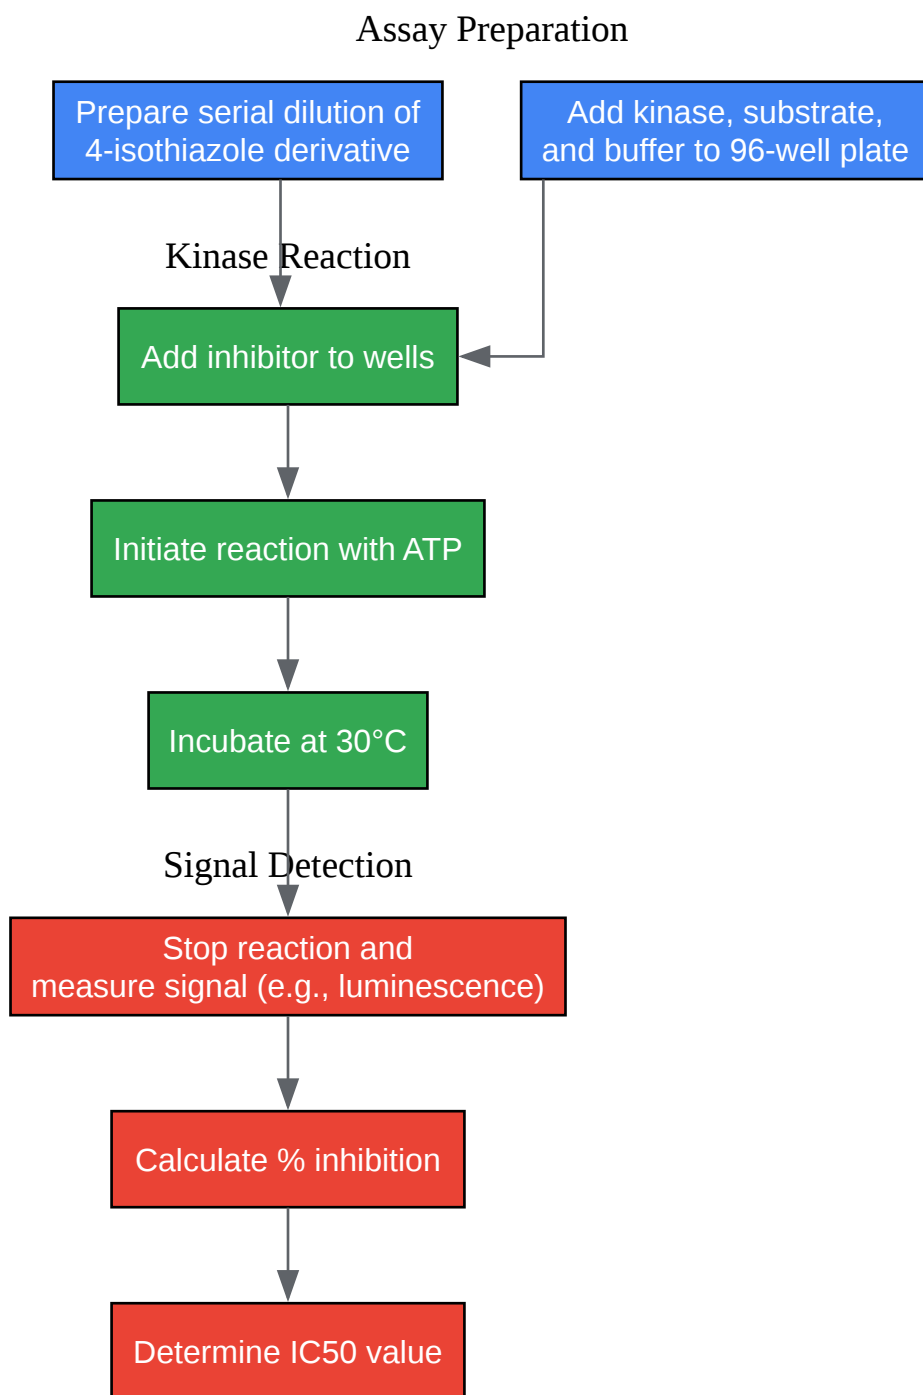 Assay Preparation
Prepare serial dilution of
4-isothiazole derivative
Add kinase, substrate,
and buffer to 96-well plate
Kinase Reaction
Add inhibitor to wells
Initiate reaction with ATP
Incubate at 30°C
Signal Detection
Stop reaction and
measure signal (e.g., luminescence)
Calculate % inhibition
Determine IC50 value